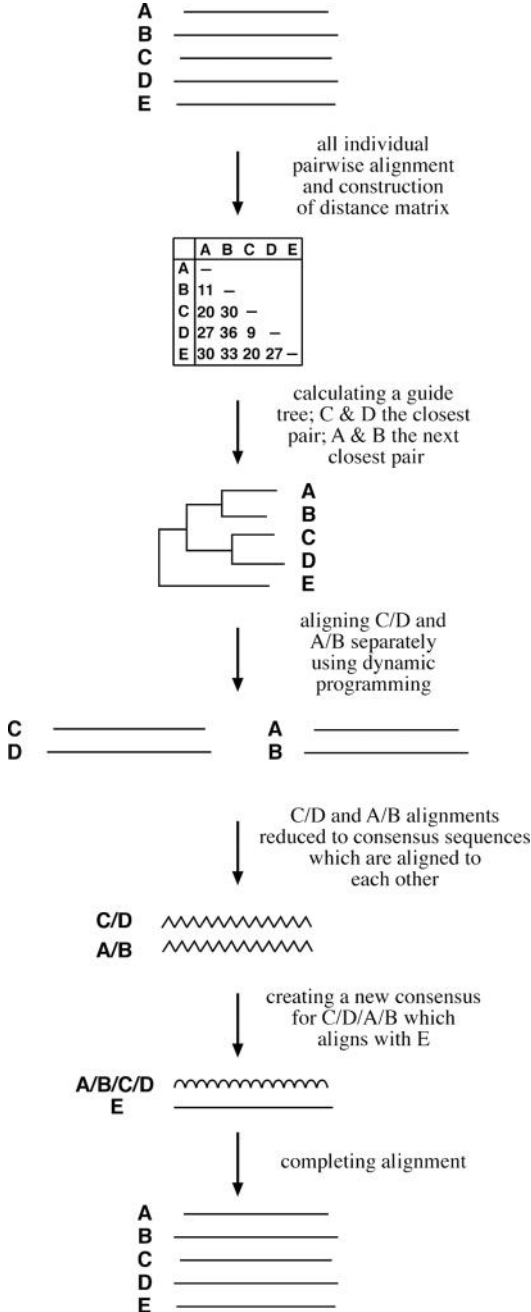 A
B
C
D
E
all individual
pairwise alignment
and construction
of distance matrix
A B C D E
A –
B 11 –
C 20 30 –
D 27 36 9 –
E 30 33 20 27 –
calculating a guide
tree; C & D the closest
pair; A & B the next
closest pair
A
B
C
D
E
aligning C/D and
A/B separately
using dynamic
programming
C A
D B
C/D and A/B alignments
reduced to consensus sequences
which are aligned to
each other
C/D
A/B
creating a new consensus
for C/D/A/B which
aligns with E
A/B/C/D
E
completing alignment
A
B
C
D
E